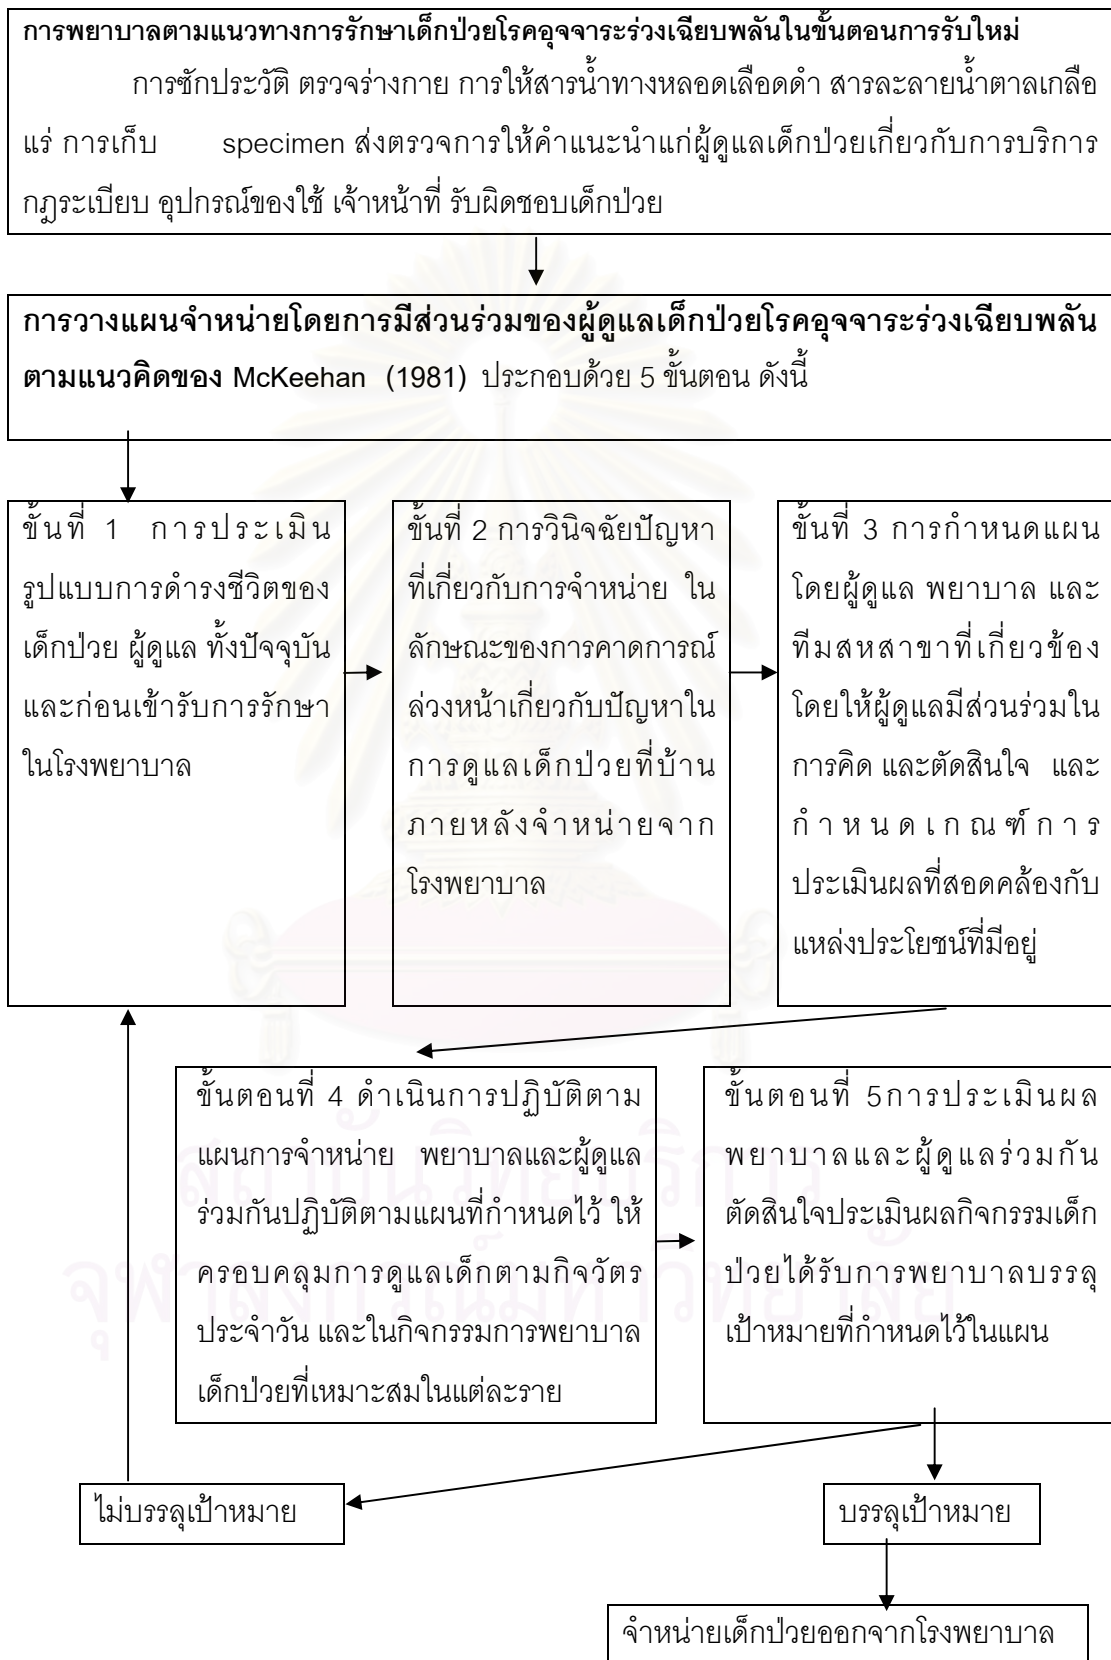 การพยาบาลตามแนวทางการรักษาเด็กป่วยโรคอุจจาระร่วงเฉียบพลันในขั้นตอนการรับใหม่
การซักประวัติ ตรวจร่างกาย การให้สารน้ำทางหลอดเลือดดำ สารละลายน้ำตาลเกลือ
แร่ การเก็บ specimen ส่งตรวจการให้คำแนะนำแก่ผู้ดูแลเด็กป่วยเกี่ยวกับการบริการ
กฎระเบียบ อุปกรณ์ของใช้ เจ้าหน้าที่ รับผิดชอบเด็กป่วย
การวางแผนจำหน่ายโดยการมีส่วนร่วมของผู้ดูแลเด็กป่วยโรคอุจจาระร่วงเฉียบพลัน
ตามแนวคิดของ McKeehan (1981) ประกอบด้วย 5 ขั้นตอน ดังนี้
ขั้นที่ 1 การประเมิน
รูปแบบการดำรงชีวิตของ
เด็กป่วย ผู้ดูแล ทั้งปัจจุบัน
และก่อนเข้ารับการรักษา
ในโรงพยาบาล
ขั้นที่ 2 การวินิจฉัยปัญหา
ที่เกี่ยวกับการจำหน่าย ใน
ลักษณะของการคาดการณ์
ล่วงหน้าเกี่ยวกับปัญหาใน
การดูแลเด็กป่วยที่บ้าน
ภายหลังจำหน่ายจาก
โรงพยาบาล
ขั้นที่ 3 การกำหนดแผน
โดยผู้ดูแล พยาบาล และ
ทีมสหสาขาที่เกี่ยวข้อง
โดยให้ผู้ดูแลมีส่วนร่วมใน
การคิด และตัดสินใจ และ
กำหนดเกณฑ์การ
ประเมินผลที่สอดคล้องกับ
แหล่งประโยชน์ที่มีอยู่
ขั้นตอนที่ 4 ดำเนินการปฏิบัติตาม
แผนการจำหน่าย พยาบาลและผู้ดูแล
ร่วมกันปฏิบัติตามแผนที่กำหนดไว้ ให้
ครอบคลุมการดูแลเด็กตามกิจวัตร
ประจำวัน และในกิจกรรมการพยาบาล
เด็กป่วยที่เหมาะสมในแต่ละราย
ขั้นตอนที่ 5การประเมินผล
พยาบาลและผู้ดูแลร่วมกัน
ตัดสินใจประเมินผลกิจกรรมเด็ก
ป่วยได้รับการพยาบาลบรรลุ
เป้าหมายที่กำหนดไว้ในแผน
สถาบันวิทยบริการ
จุฬาลงกรณ์มหาวิทยาลัย
ไม่บรรลุเป้าหมาย
บรรลุเป้าหมาย
จำหน่ายเด็กป่วยออกจากโรงพยาบาล